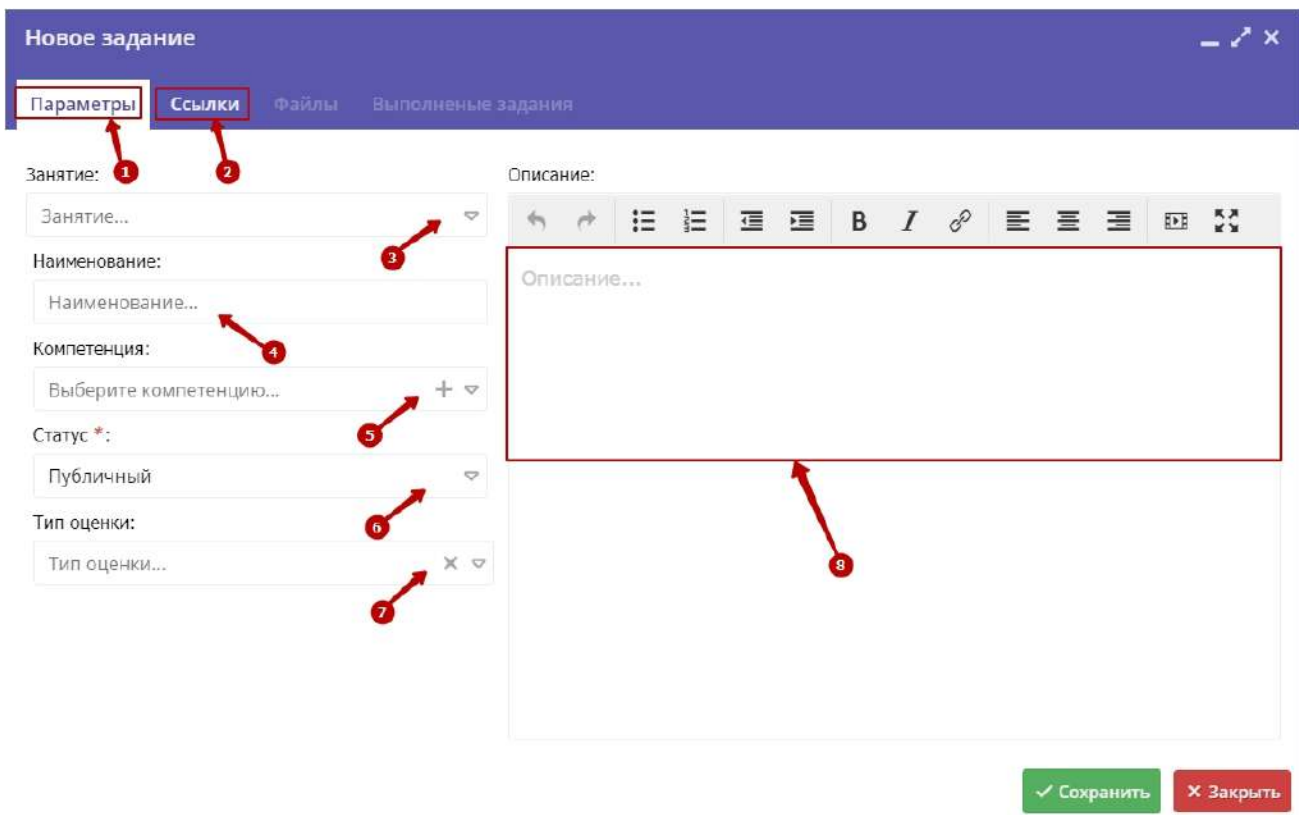 Новое задание
Параметры Ссылки Файлы Выполненые задания
1 2
Занятие:
Занятие...
3
Наименование:
Наименование...
4
Компетенция:
Выберите компетенцию...
5
Статус *:
Публичный
6
Тип оценки:
Тип оценки...
7
Описание:
B I
Описание...
8
Сохранить Закрыть